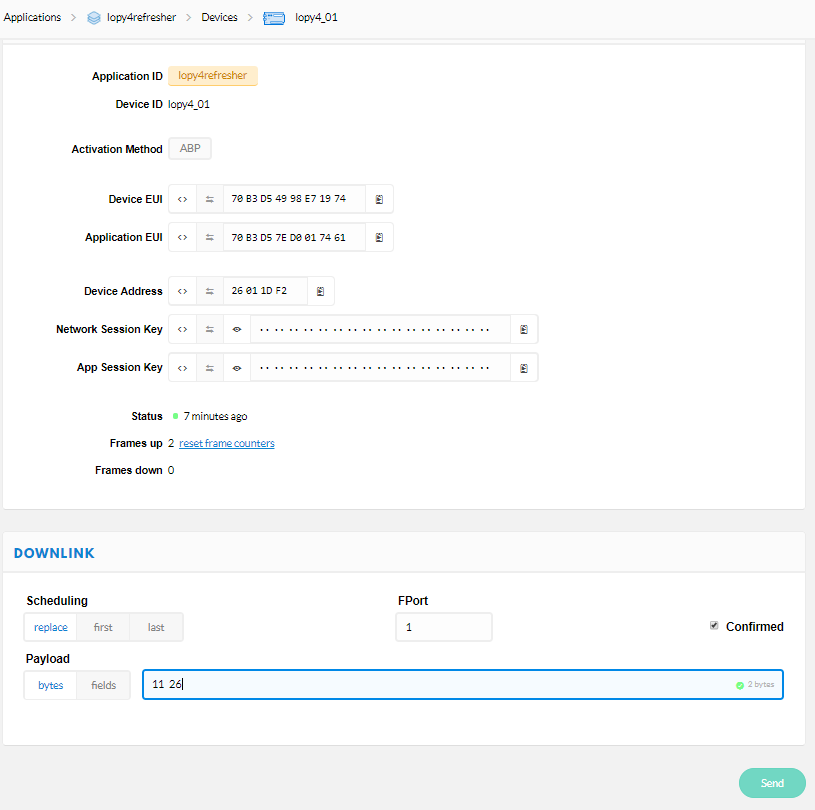 Applications > lopy4refresher > Devices > lopy4_01
Application ID lopy4refresher
Device ID lopy4_01
Activation Method ABP
Device EUI <> 70 B3 D5 49 98 E7 19 74
Application EUI <> 70 B3 D5 7E D0 01 74 61
Device Address <> 26 01 1D F2
Network Session Key <> ·· ·· ·· ·· ·· ·· ·· ·· ·· ·· ·· ·· ·· ·· ·· ··
App Session Key <> ·· ·· ·· ·· ·· ·· ·· ·· ·· ·· ·· ·· ·· ·· ·· ··
Status 7 minutes ago
Frames up 2 reset frame counters
Frames down 0
DOWNLINK
Scheduling FPort
replace first last 1 Confirmed
Payload
bytes fields 11 26 2 bytes
Send